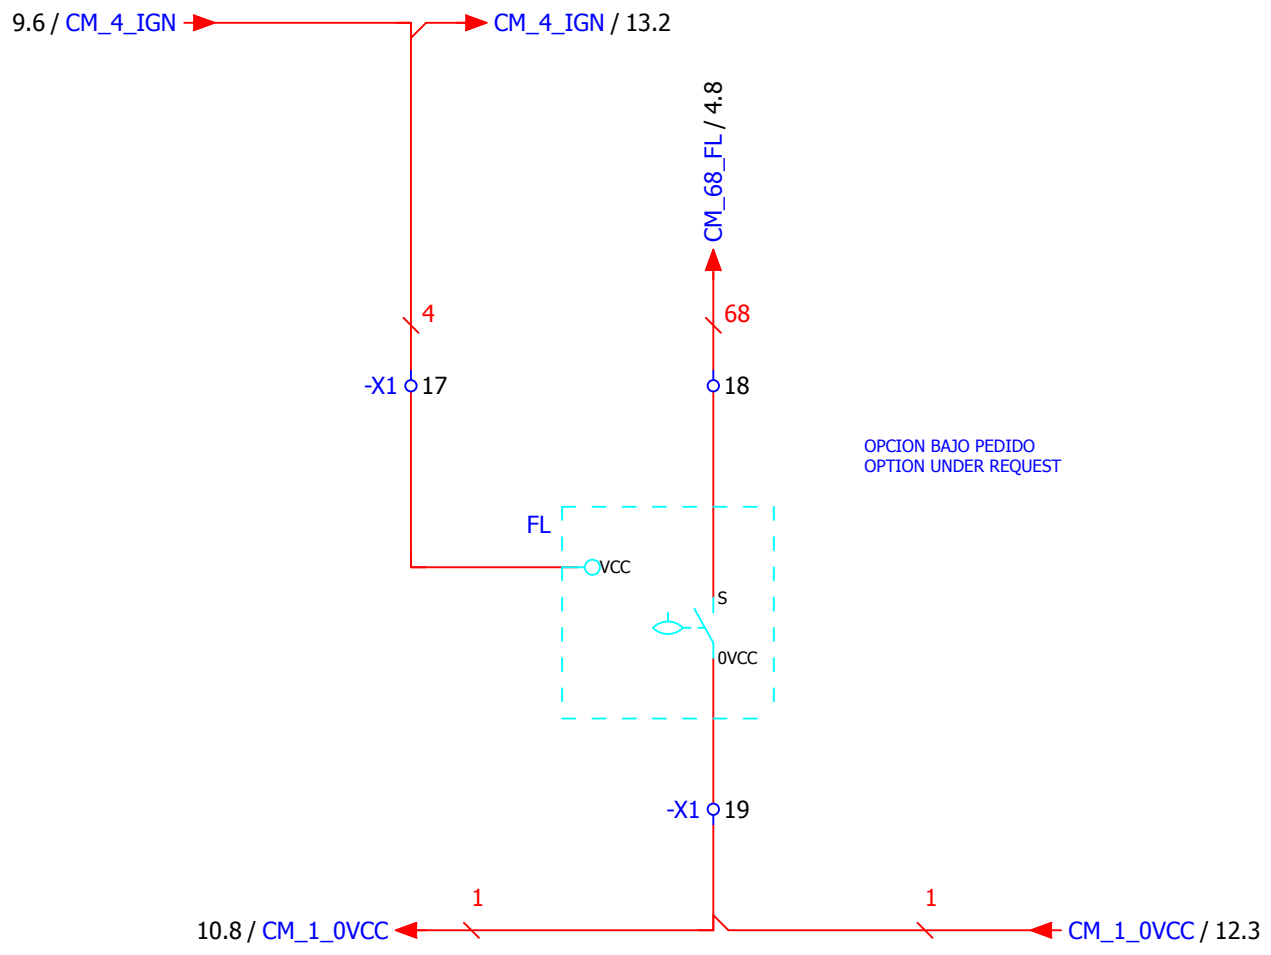 9.6 / CM_4_IGN
CM_4_IGN / 13.2
CM_68_FL / 4.8
4
68
-X1 17
18
OPCION BAJO PEDIDO
OPTION UNDER REQUEST
FL
VCC
S
0VCC
-X1 19
1
1
10.8 / CM_1_0VCC
CM_1_0VCC / 12.3